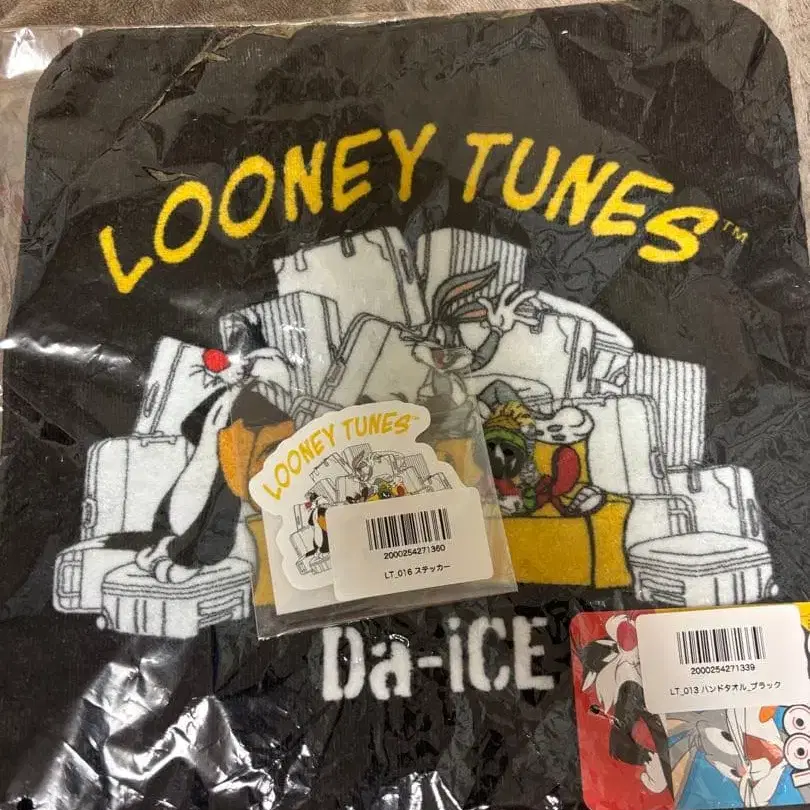 LOONEY TUNES™
LOONEY TUNES™
2000254271360
LT_016 ステッカー
Da-iCE
2000254271339
LT_013 ハンドタオル_ブラック